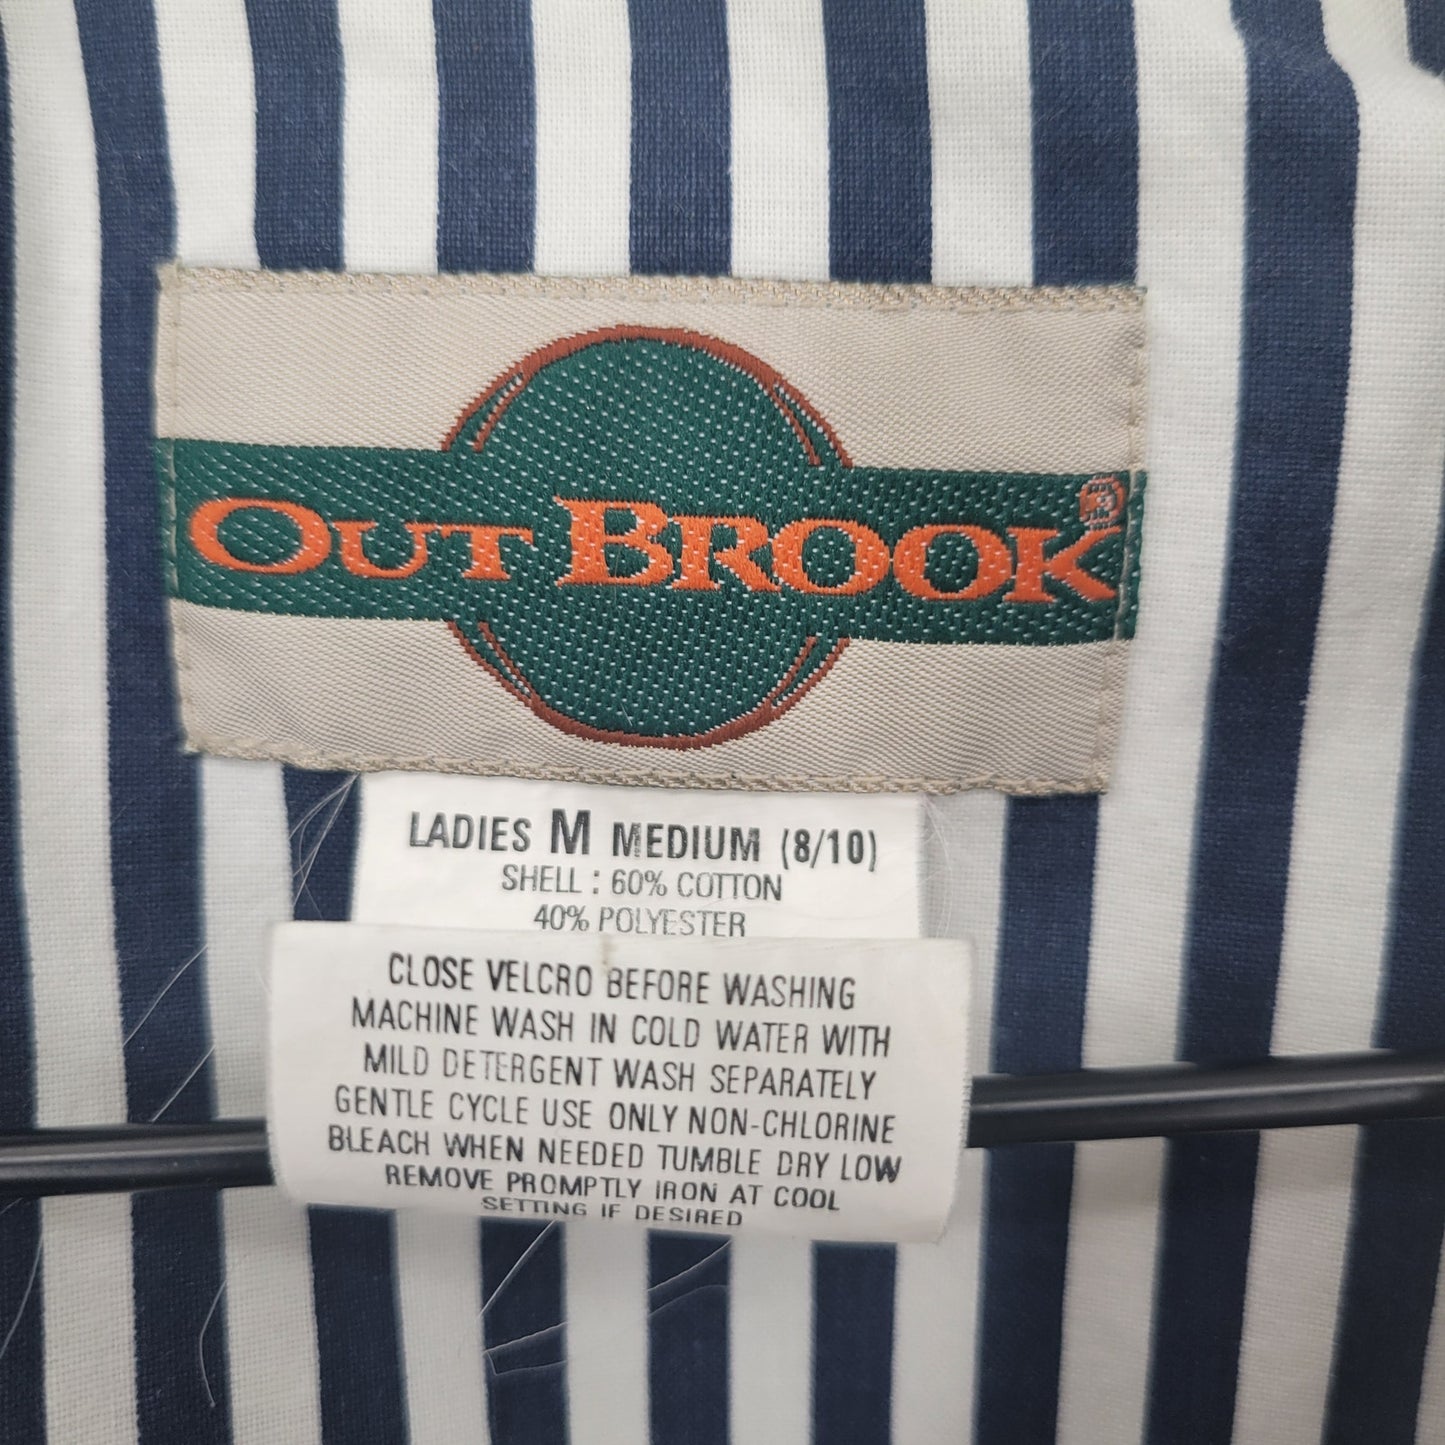 OUT BROOK ®
LADIES M MEDIUM (8/10)
SHELL : 60% COTTON
40% POLYESTER
CLOSE VELCRO BEFORE WASHING
MACHINE WASH IN COLD WATER WITH
MILD DETERGENT WASH SEPARATELY
GENTLE CYCLE USE ONLY NON-CHLORINE
BLEACH WHEN NEEDED TUMBLE DRY LOW
REMOVE PROMPTLY IRON AT COOL
SETTING IF DESIRED